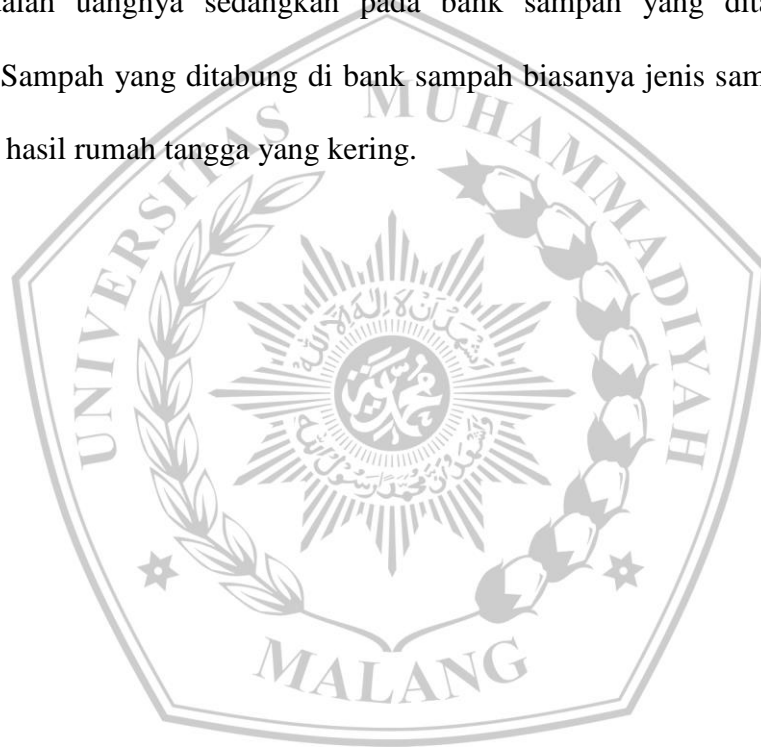 uangnya sedangkan pada bank sampah yang
Sampah yang ditabung di bank sampah biasanya jenis
hasil rumah tangga yang kering.
UNIVERSITAS MUHAMMADIYAH
MALANG